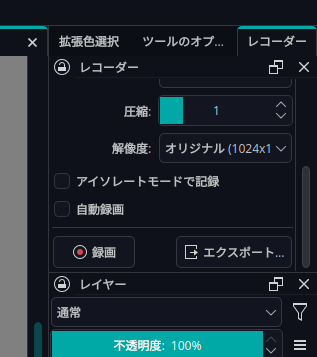 拡張色選択 ツールのオプ... レコーダー
レコーダー
圧縮: 1
解像度: オリジナル (1024x1
アイソレートモードで記録
自動録画
録画 エクスポート...
レイヤー
通常
不透明度: 100%